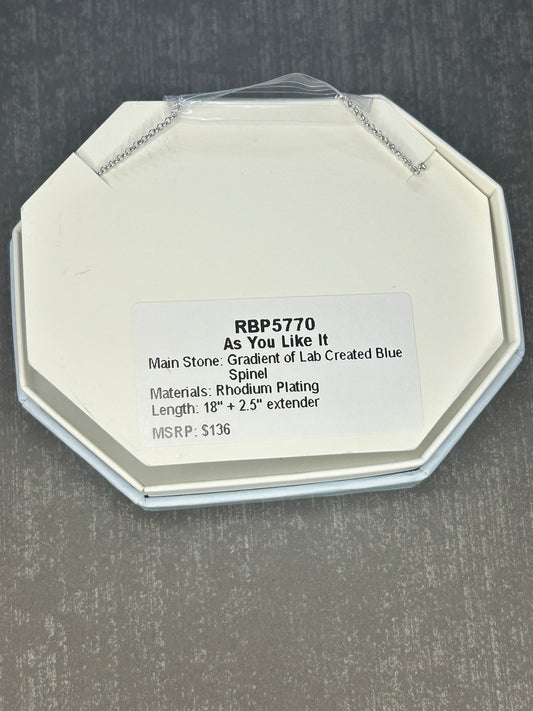 RBP5770
As You Like It
Main Stone: Gradient of Lab Created Blue
Spinel
Materials: Rhodium Plating
Length: 18" + 2.5" extender
MSRP: $136